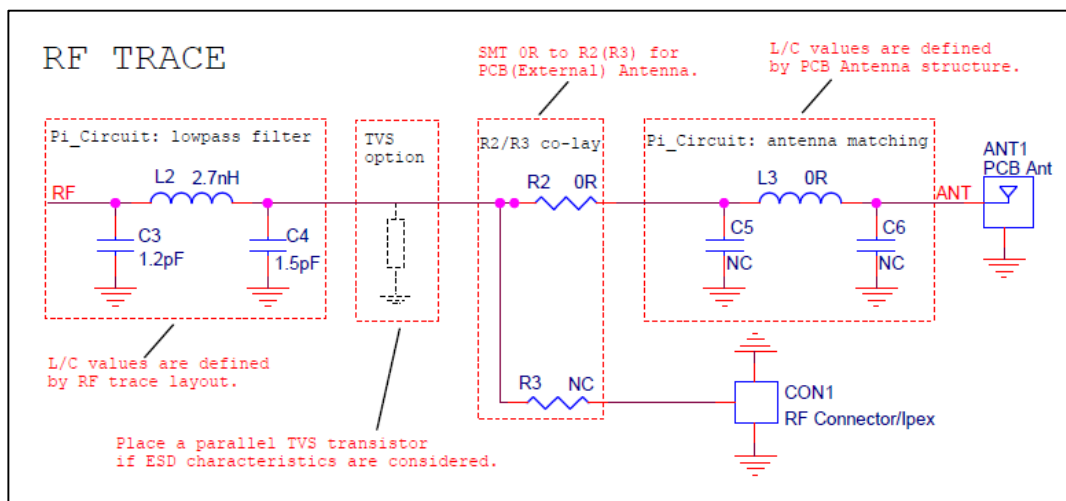 RF TRACE
SMT 0R to R2(R3) for
PCB(External) Antenna.
L/C values are defined
by PCB Antenna structure.
Pi_Circuit: lowpass filter
TVS
option
R2/R3 co-lay
Pi_Circuit: antenna matching
ANT1
PCB Ant
RF
L2 2.7nH
R2 0R
L3 0R
ANT
C3
1.2pF
C4
1.5pF
C5
NC
C6
NC
L/C values are defined
by RF trace layout.
R3 NC
CON1
RF Connector/Ipex
Place a parallel TVS transistor
if ESD characteristics are considered.